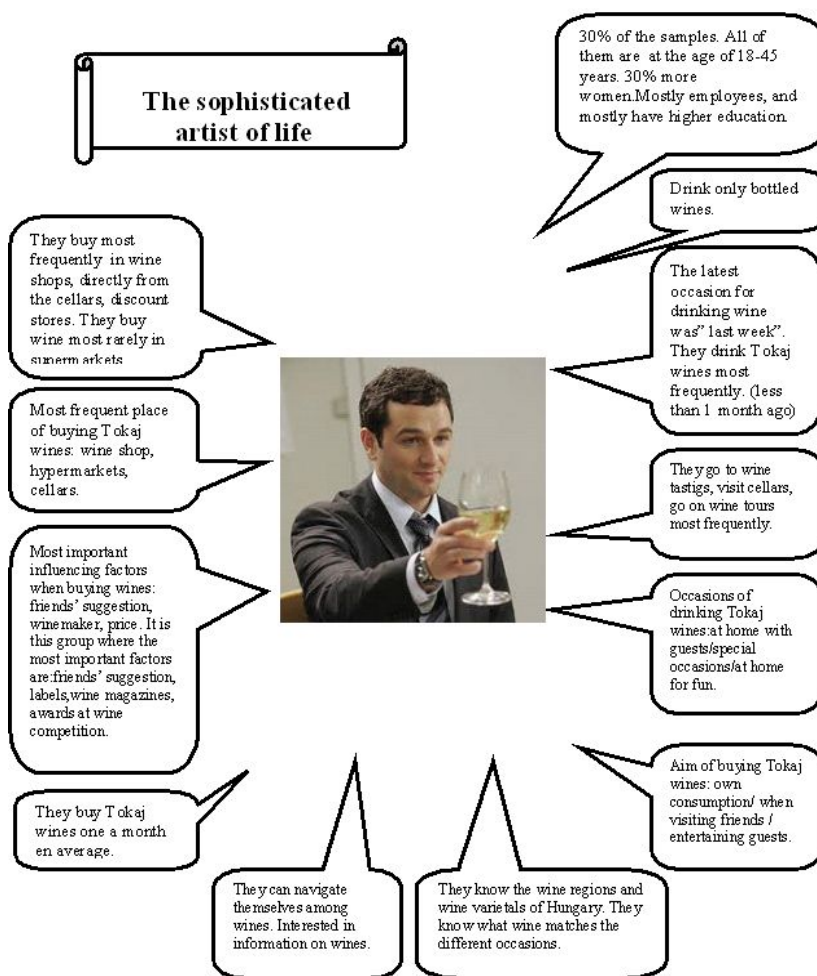 The sophisticated
artist of life
30% of the samples. All of
them are at the age of 18-45
years. 30% more
women.Mostly employees, and
mostly have higher education.
Drink only bottled
wines.
They buy most
frequently in wine
shops, directly from
the cellars, discount
stores. They buy
wine most rarely in
supermarkets
The latest
occasion for
drinking wine
was” last week”.
They drink Tokaj
wines most
frequently. (less
than 1 month ago)
Most frequent place
of buying Tokaj
wines: wine shop,
hypermarkets,
cellars.
They go to wine
tastigs, visit cellars,
go on wine tours
most frequently.
Most important
influencing factors
when buying wines:
friends’ suggestion,
winemaker, price. It is
this group where the
most important factors
are:friends’ suggestion,
labels,wine magazines,
awards at wine
competition.
Occasions of
drinking Tokaj
wines:at home with
guests/special
occasions/at home
for fun.
Aim of buying Tokaj
wines: own
consumption/ when
visiting friends /
entertaining guests.
They buy Tokaj
wines one a month
en average.
They can navigate
themselves among
wines. Interested in
information on wines.
They know the wine regions and
wine varietals of Hungary. They
know what wine matches the
different occasions.